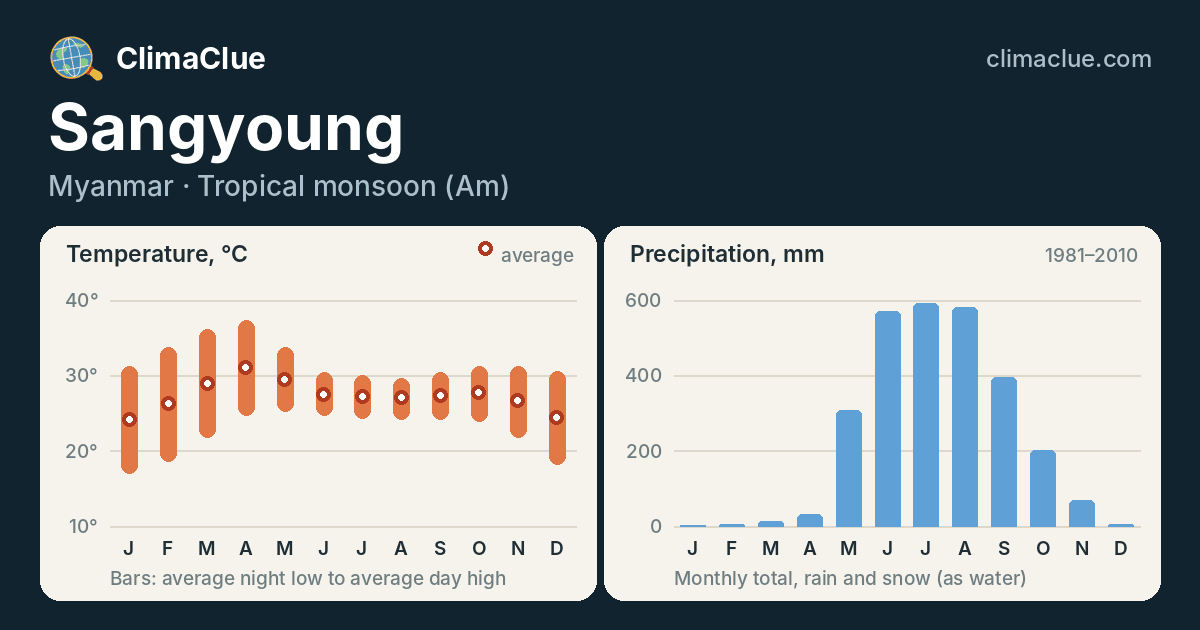 ClimaClue
climaclue.com
Sangyoung
Myanmar · Tropical monsoon (Am)
Temperature, °C
average
40°
30°
20°
10°
J F M A M J J A S O N D
Bars: average night low to average day high
Precipitation, mm
1981–2010
600
400
200
0
J F M A M J J A S O N D
Monthly total, rain and snow (as water)